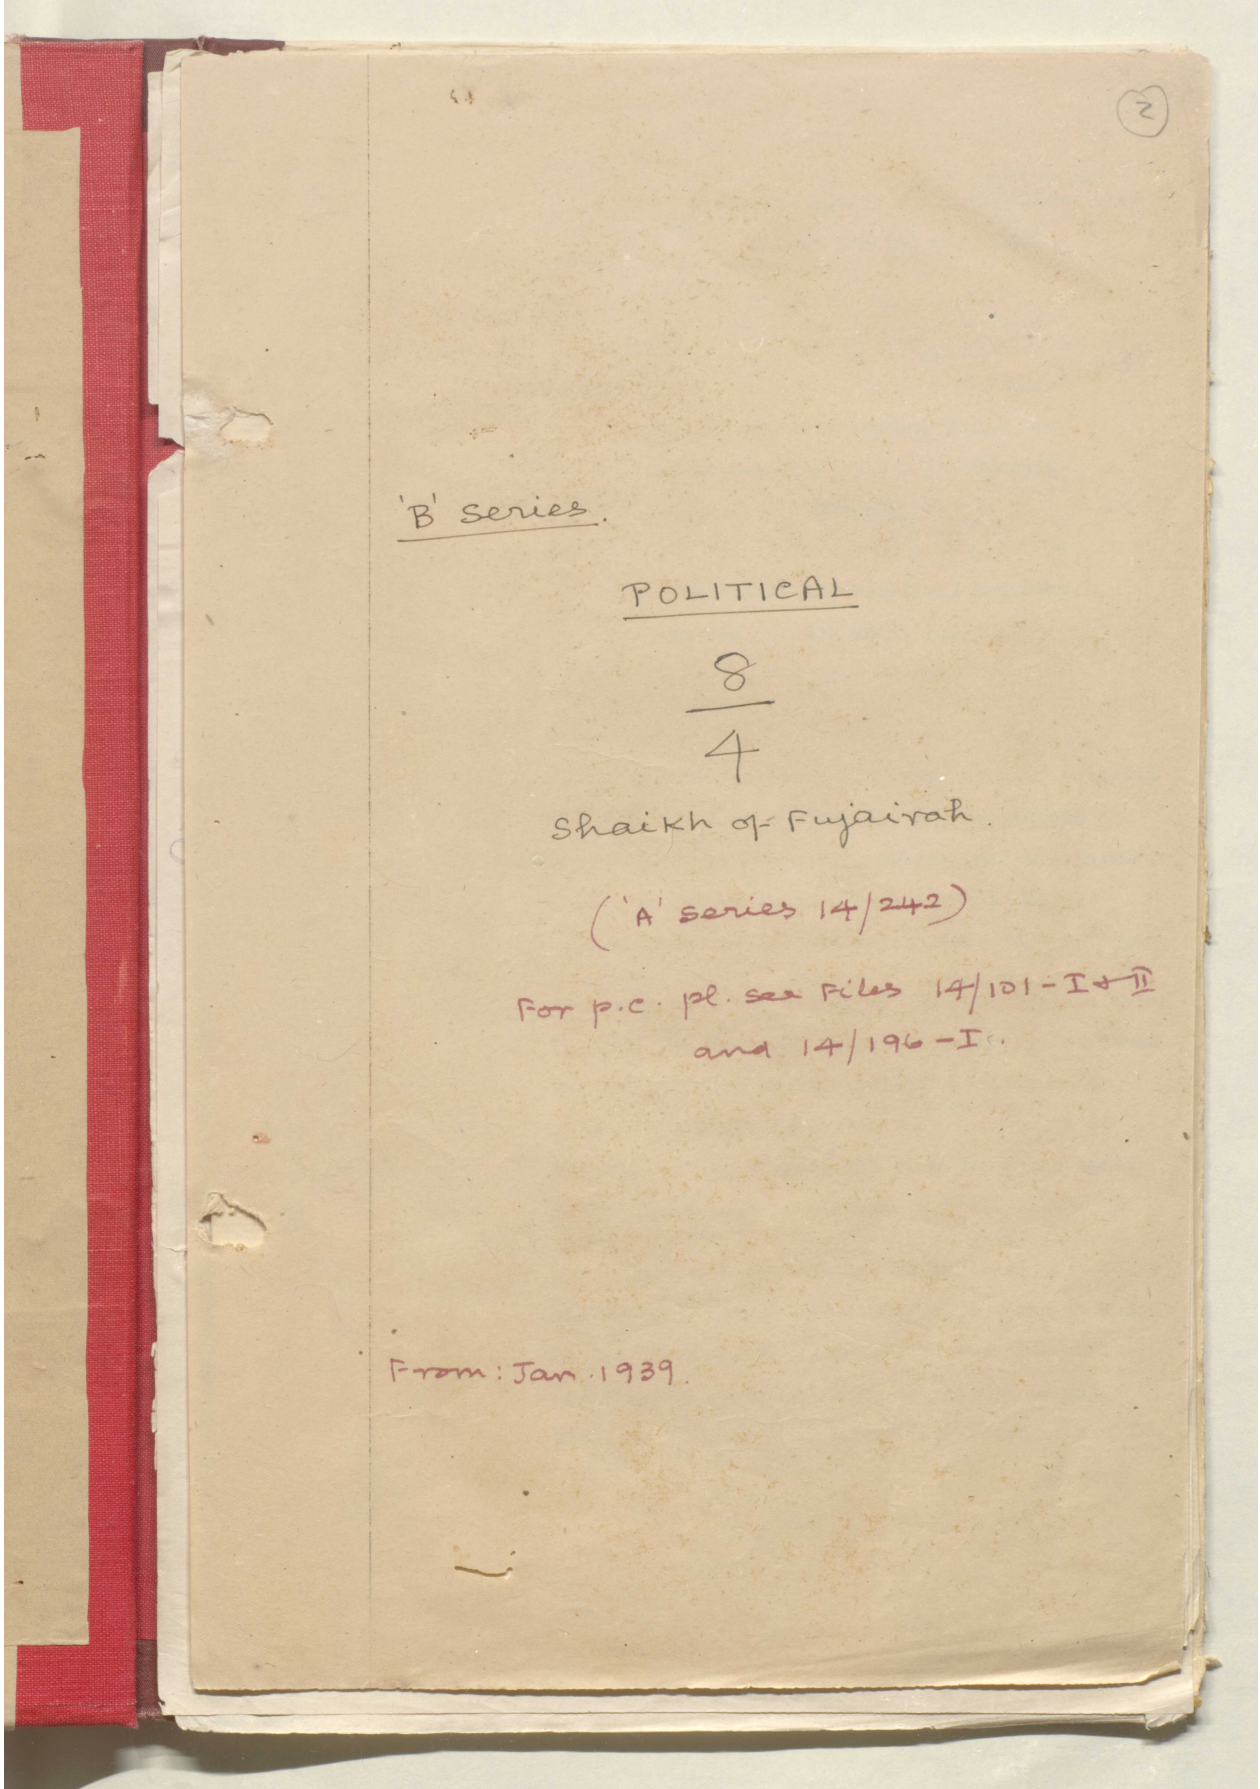 2
'B' Series.
POLITICAL
8
4
Shaikh of Fujairah.
('A' series 14/242)
For p.c. pl. see Files 14/101-I & II
and 14/196-I.
From: Jan. 1939.